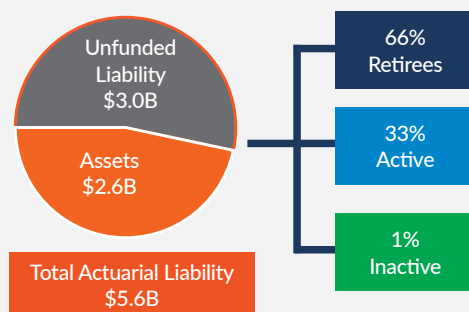 Unfunded
Liability
$3.0B
Assets
$2.6B
Total Actuarial Liability
$5.6B
66%
Retirees
33%
Active
1%
Inactive